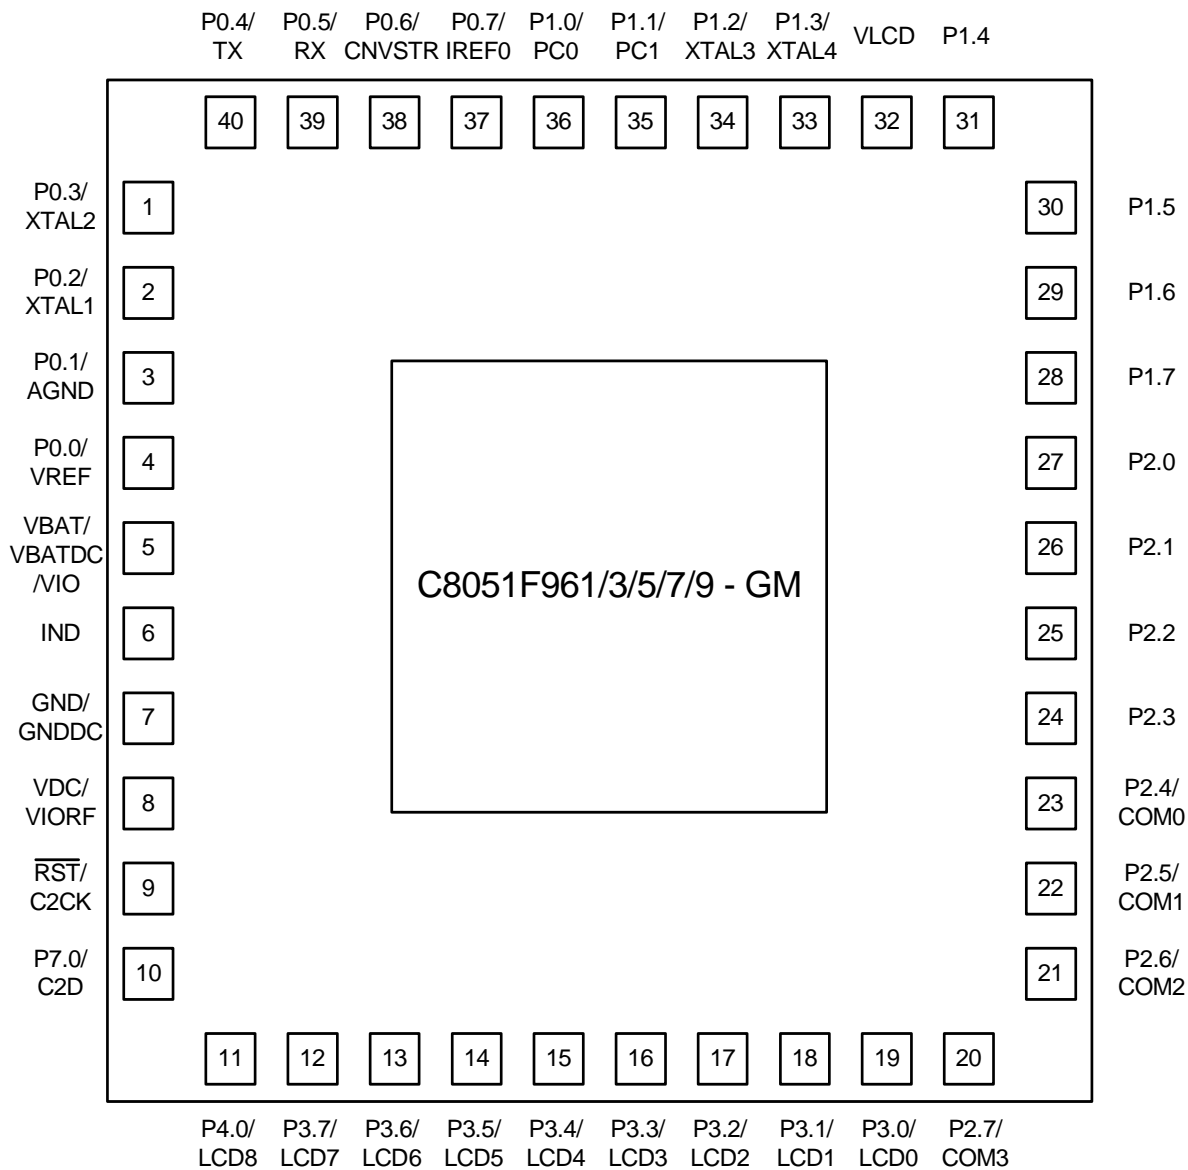 P0.4/ P0.5/ P0.6/ P0.7/ P1.0/ P1.1/ P1.2/ P1.3/ VLCD P1.4
TX RX CNVSTR IREF0 PC0 PC1 XTAL3 XTAL4
40 39 38 37 36 35 34 33 32 31
P0.3/
XTAL2
1 30 P1.5
P0.2/
XTAL1
2 29 P1.6
P0.1/
AGND
3 28 P1.7
P0.0/
VREF
4 27 P2.0
VBAT/
VBATDC
/VIO
5 26 P2.1
C8051F961/3/5/7/9 - GM
IND 6 25 P2.2
GND/
GNDDC
7 24 P2.3
VDC/
VIORF
8 23 P2.4/
COM0
RST/
C2CK
9 22 P2.5/
COM1
P7.0/
C2D
10 21 P2.6/
COM2
11 12 13 14 15 16 17 18 19 20
P4.0/ P3.7/ P3.6/ P3.5/ P3.4/ P3.3/ P3.2/ P3.1/ P3.0/ P2.7/
LCD8 LCD7 LCD6 LCD5 LCD4 LCD3 LCD2 LCD1 LCD0 COM3